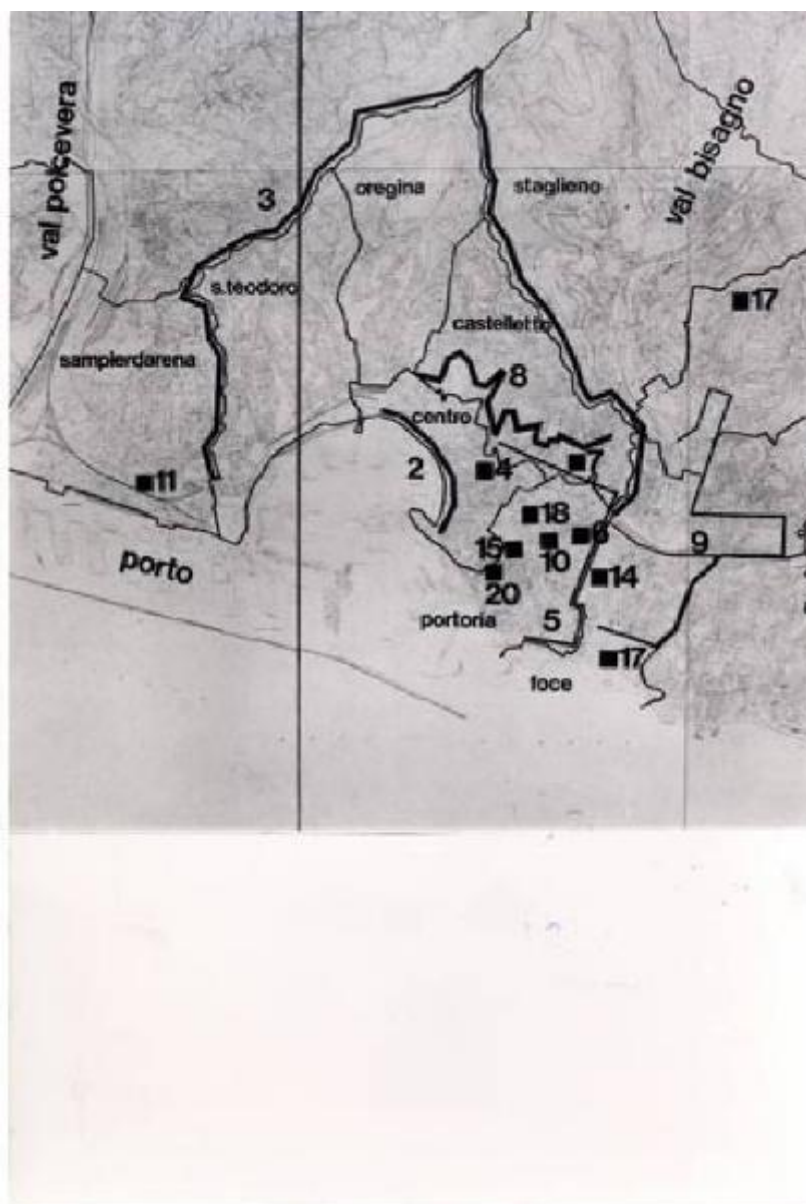 val polcevera
val bisagno
3
oregina
staglieno
s.teodoro
17
castelletto
sampierdarena
8
centro
2
4
11
18
6
9
15
10
porto
14
20
5
portoria
17
foce